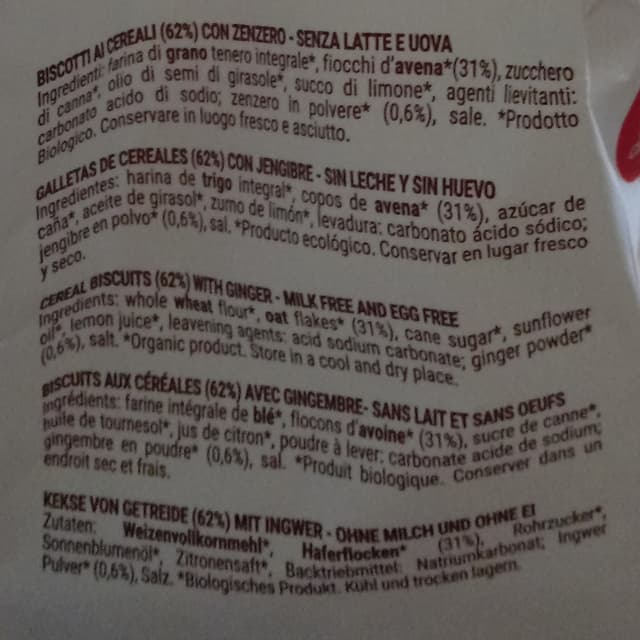 BISCOTTI AI CEREALI (62%) CON ZENZERO - SENZA LATTE E UOVA
Ingredienti: farina di grano tenero integrale*, fiocchi d'avena*(31%), zucchero
di canna*, olio di semi di girasole*, succo di limone*, agenti lievitanti:
carbonato acido di sodio; zenzero in polvere* (0,6%), sale. *Prodotto
Biologico. Conservare in luogo fresco e asciutto.
GALLETAS DE CEREALES (62%) CON JENGIBRE - SIN LECHE Y SIN HUEVO
Ingredientes: harina de trigo integral*, copos de avena* (31%), azúcar de
caña*, aceite de girasol*, zumo de limón*, levadura: carbonato ácido sódico;
jengibre en polvo* (0,6%), sal. *Producto ecológico. Conservar en lugar fresco
y seco.
CEREAL BISCUITS (62%) WITH GINGER - MILK FREE AND EGG FREE
Ingredients: whole wheat flour*, oat flakes* (31%), cane sugar*, sunflower
oil*, lemon juice*, leavening agents: acid sodium carbonate; ginger powder*
(0,6%), salt. *Organic product. Store in a cool and dry place.
BISCUITS AUX CÉRÉALES (62%) AVEC GINGEMBRE- SANS LAIT ET SANS OEUFS
Ingrédients: farine intégrale de blé*, flocons d'avoine* (31%), sucre de canne*,
huile de tournesol*, jus de citron*, poudre à lever: carbonate acide de sodium;
gingembre en poudre* (0,6%), sal. *Produit biologique. Conserver dans un
endroit sec et frais.
KEKSE VON GETREIDE (62%) MIT INGWER - OHNE MILCH UND OHNE EI
Zutaten: Weizenvollkornmehl*, Haferflocken* (31%), Rohrzucker*,
Sonnenblumenöl*, Zitronensaft*, Backtriebmittel: Natriumkarbonat; Ingwer
Pulver* (0,6%), Salz. *Biologisches Produkt. Kühl und trocken lagern.